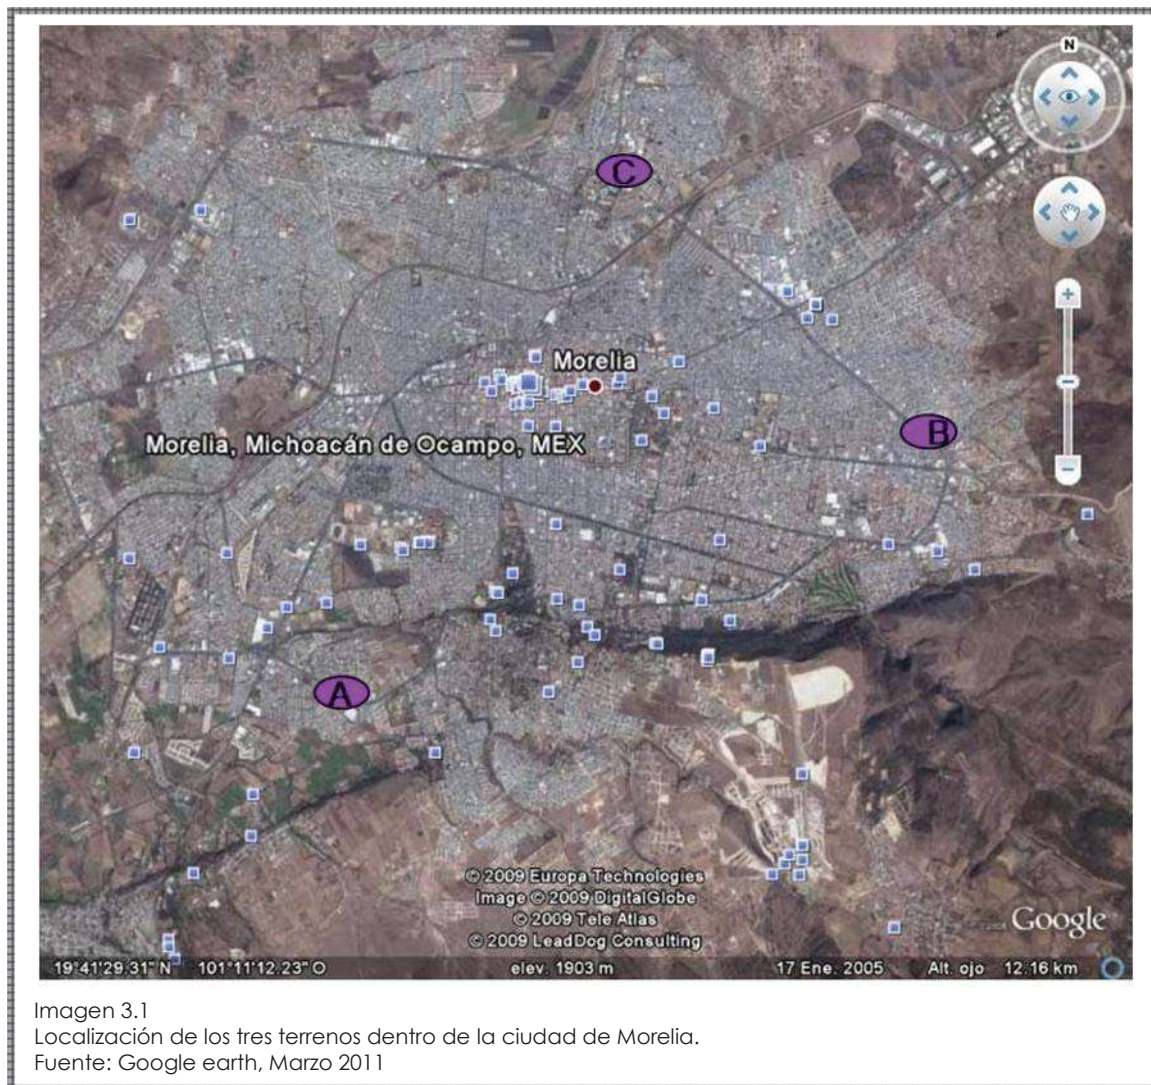 N
C
Morelia
B
Morelia, Michoacán de Ocampo, MEX
A
© 2009 Europa Technologies
Image © 2009 DigitalGlobe
© 2009 Tele Atlas
© 2009 LeadDog Consulting
Google
19°41'29.31" N 101°11'12.23" O elev. 1903 m 17 Ene. 2005 Alt. ojo 12.16 km
Imagen 3.1
Localización de los tres terrenos dentro de la ciudad de Morelia.
Fuente: Google earth, Marzo 2011